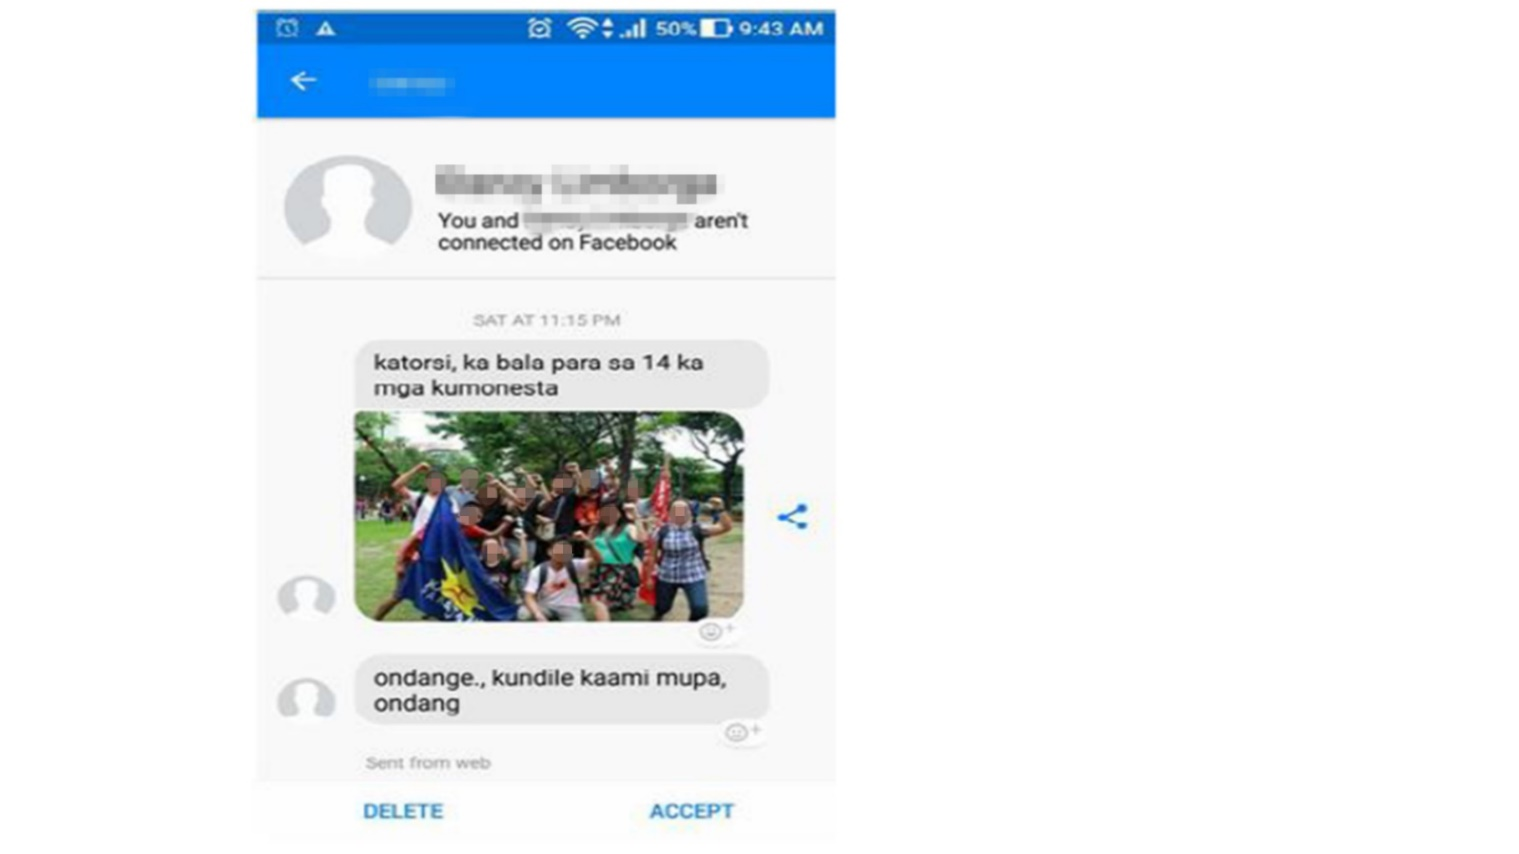 50% 9:43 AM
You and aren't
connected on Facebook
SAT AT 11:15 PM
katorsi, ka bala para sa 14 ka
mga kumonesta
ondange., kundile kaami mupa,
ondang
Sent from web
DELETE ACCEPT